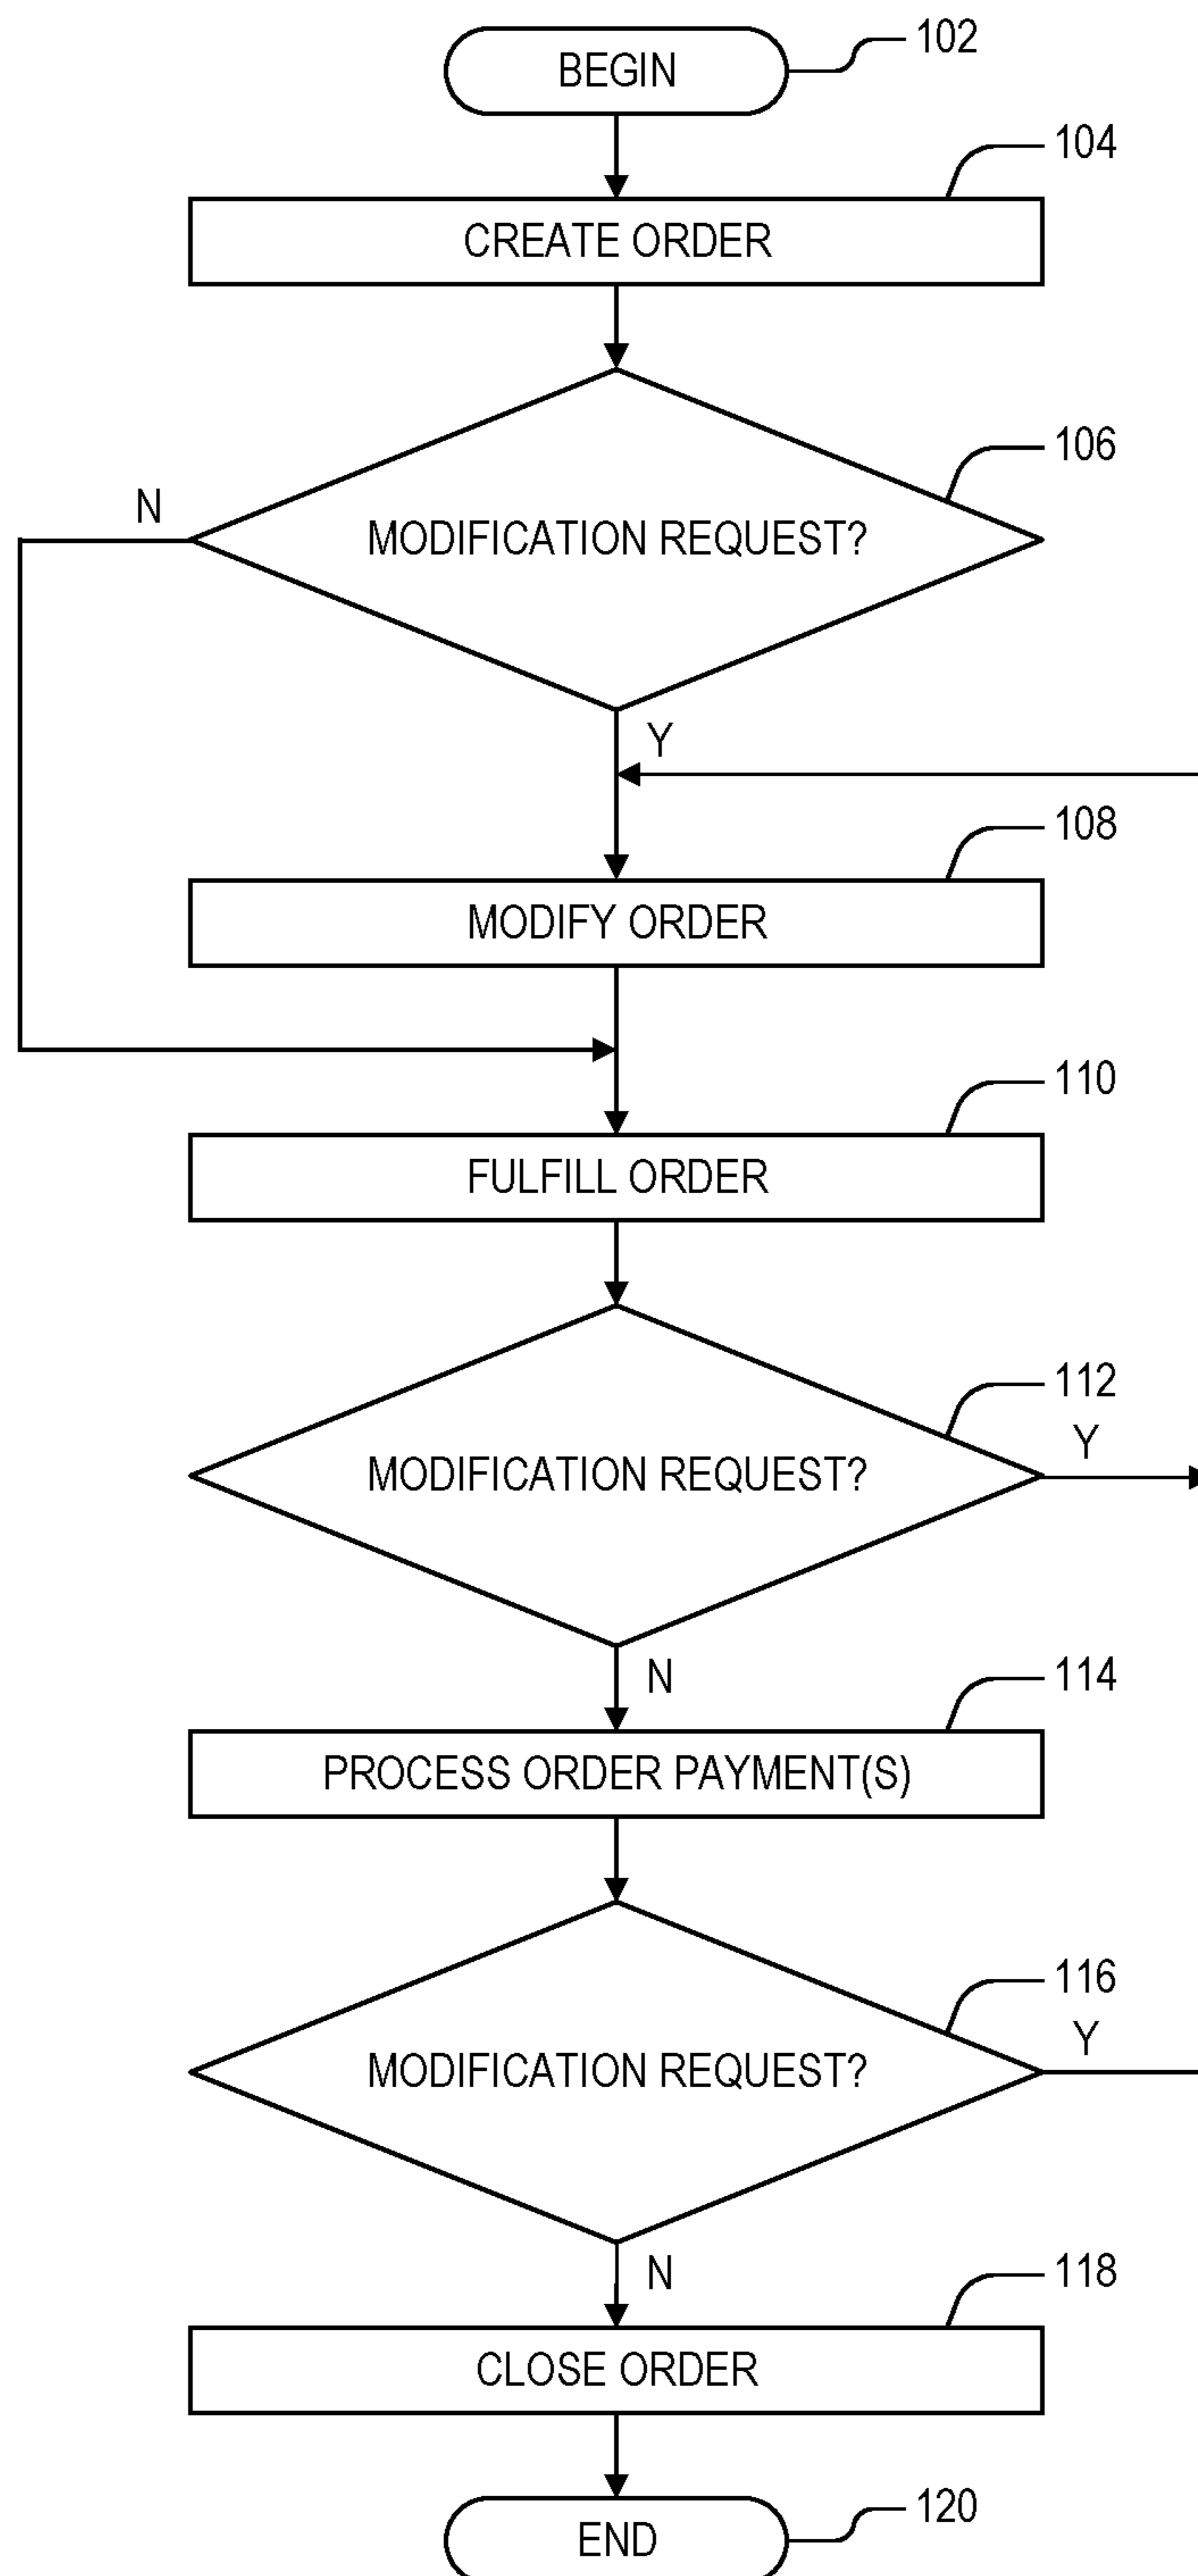 BEGIN
102
104
CREATE ORDER
106
N
MODIFICATION REQUEST?
Y
108
MODIFY ORDER
110
FULFILL ORDER
112
Y
MODIFICATION REQUEST?
N
114
PROCESS ORDER PAYMENT(S)
116
Y
MODIFICATION REQUEST?
N
118
CLOSE ORDER
120
END